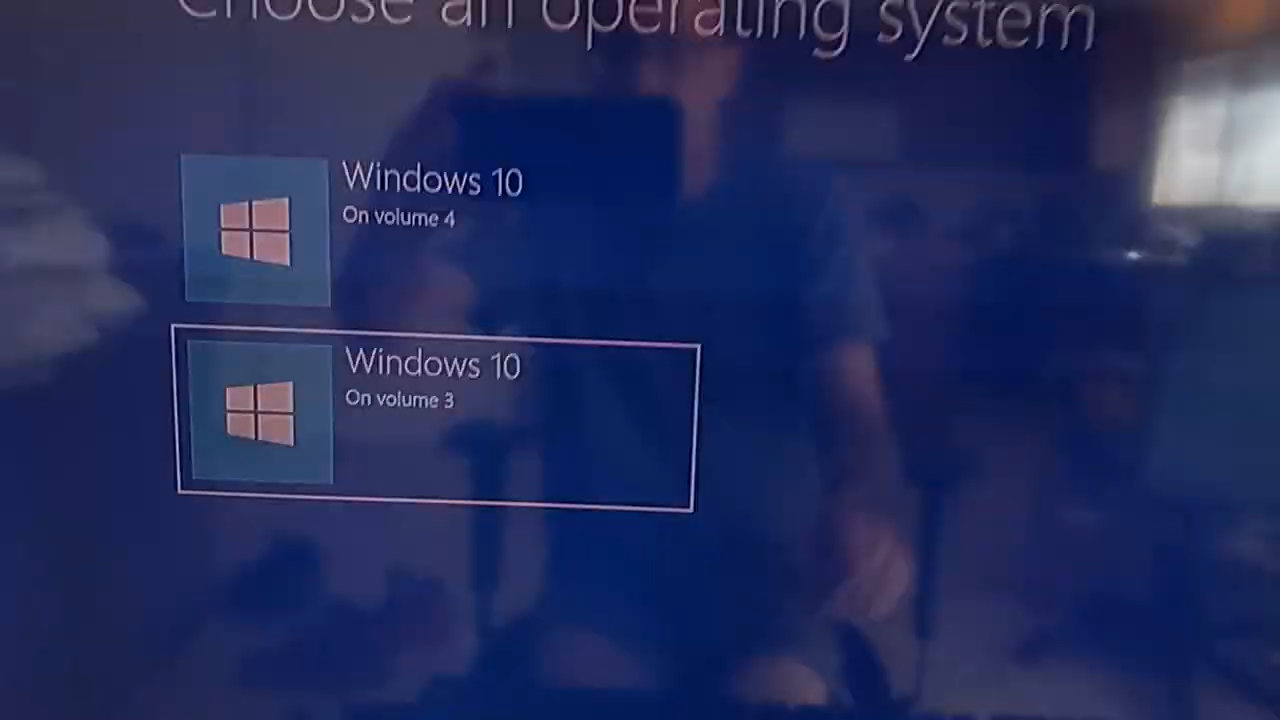 Choose an operating system
Windows 10
On volume 4
Windows 10
On volume 3